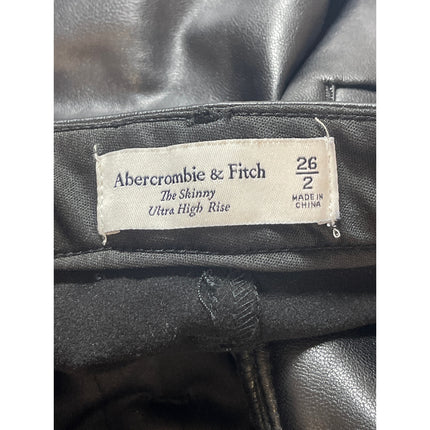 Abercrombie & Fitch
The Skinny
Ultra High Rise
26
2
MADE IN
CHINA